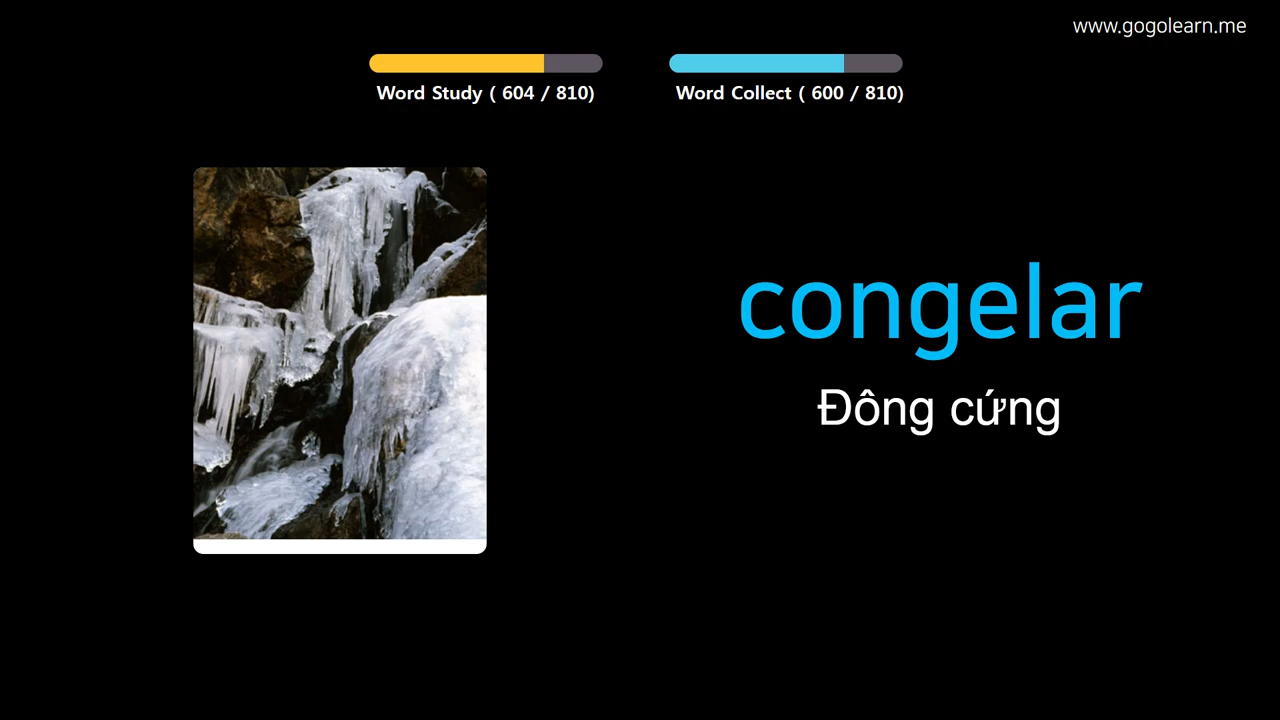 www.gogolearn.me
Word Study ( 604 / 810)
Word Collect ( 600 / 810)
congelar
Đông cứng